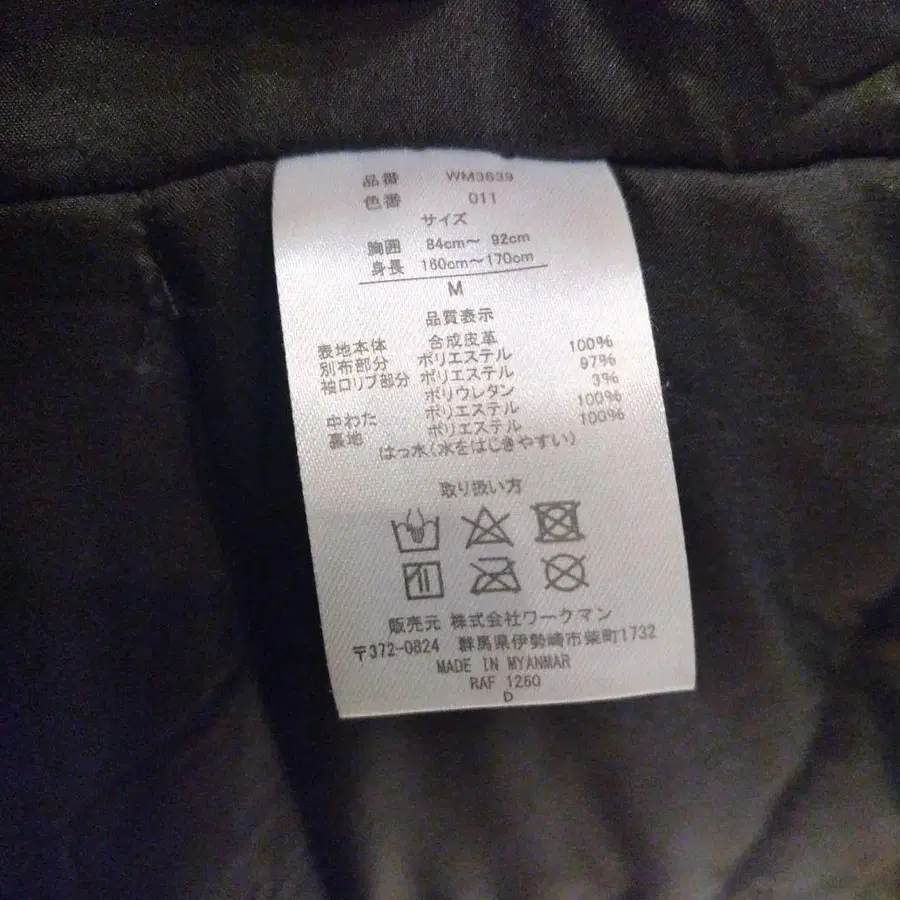 品番 WM3639
色番 011
サイズ
胸囲 84cm～ 92cm
身長 160cm～170cm
M
品質表示
表地本体 合成皮革
別布部分 ポリエステル 100%
袖口リブ部分 ポリエステル 97%
ポリウレタン 3%
中わた ポリエステル 100%
裏地 ポリエステル 100%
はっ水(水をはじきやすい)
取り扱い方
販売元 株式会社ワークマン
〒372-0824 群馬県伊勢崎市柴町1732
MADE IN MYANMAR
RAF 1260
D